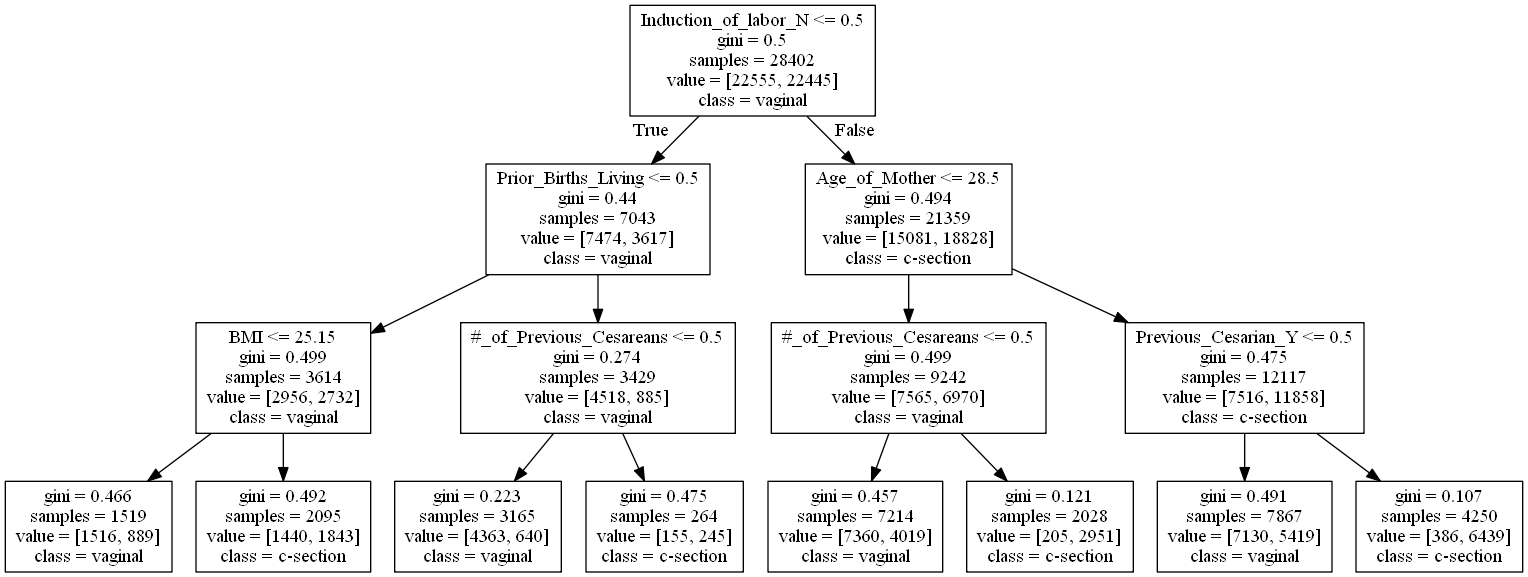 Induction_of_labor_N <= 0.5
gini = 0.5
samples = 28402
value = [22555, 22445]
class = vaginal
True
False
Prior_Births_Living <= 0.5
gini = 0.44
samples = 7043
value = [7474, 3617]
class = vaginal
Age_of_Mother <= 28.5
gini = 0.494
samples = 21359
value = [15081, 18828]
class = c-section
BMI <= 25.15
gini = 0.499
samples = 3614
value = [2956, 2732]
class = vaginal
#_of_Previous_Cesareans <= 0.5
gini = 0.274
samples = 3429
value = [4518, 885]
class = vaginal
#_of_Previous_Cesareans <= 0.5
gini = 0.499
samples = 9242
value = [7565, 6970]
class = vaginal
Previous_Cesarian_Y <= 0.5
gini = 0.475
samples = 12117
value = [7516, 11858]
class = c-section
gini = 0.466
samples = 1519
value = [1516, 889]
class = vaginal
gini = 0.492
samples = 2095
value = [1440, 1843]
class = c-section
gini = 0.223
samples = 3165
value = [4363, 640]
class = vaginal
gini = 0.475
samples = 264
value = [155, 245]
class = c-section
gini = 0.457
samples = 7214
value = [7360, 4019]
class = vaginal
gini = 0.121
samples = 2028
value = [205, 2951]
class = c-section
gini = 0.491
samples = 7867
value = [7130, 5419]
class = vaginal
gini = 0.107
samples = 4250
value = [386, 6439]
class = c-section